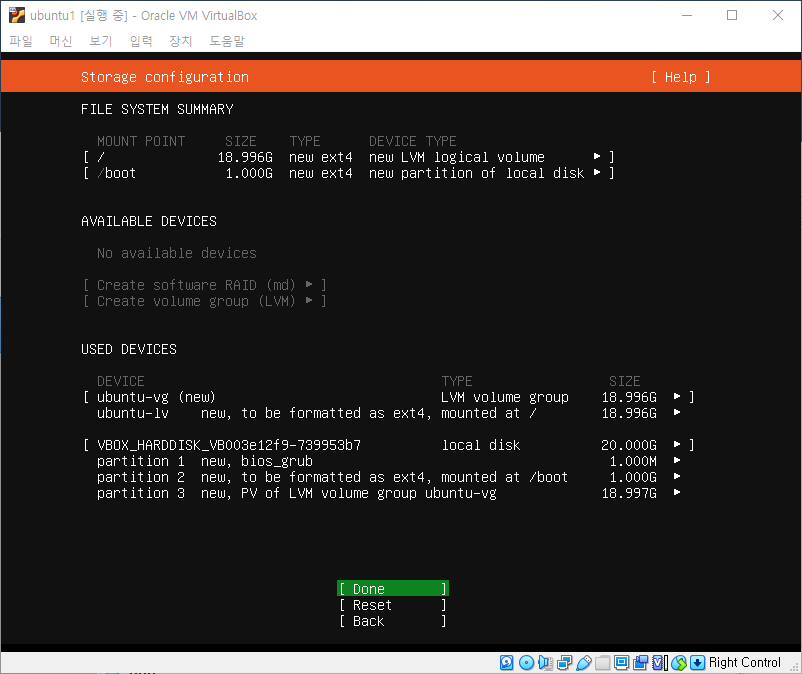 ubuntu1 [실행 중] - Oracle VM VirtualBox
파일 머신 보기 입력 장치 도움말
Storage configuration [ Help ]
FILE SYSTEM SUMMARY
MOUNT POINT SIZE TYPE DEVICE TYPE
[ / 18.996G new ext4 new LVM logical volume ▸ ]
[ /boot 1.000G new ext4 new partition of local disk ▸ ]
AVAILABLE DEVICES
No available devices
[ Create software RAID (md) ▸ ]
[ Create volume group (LVM) ▸ ]
USED DEVICES
DEVICE TYPE SIZE
[ ubuntu-vg (new) LVM volume group 18.996G ▸ ]
ubuntu-lv new, to be formatted as ext4, mounted at / 18.996G ▸
[ VBOX_HARDDISK_VB003e12f9-739953b7 local disk 20.000G ▸ ]
partition 1 new, bios_grub 1.000M ▸
partition 2 new, to be formatted as ext4, mounted at /boot 1.000G ▸
partition 3 new, PV of LVM volume group ubuntu-vg 18.997G ▸
[ Done ]
[ Reset ]
[ Back ]
Right Control